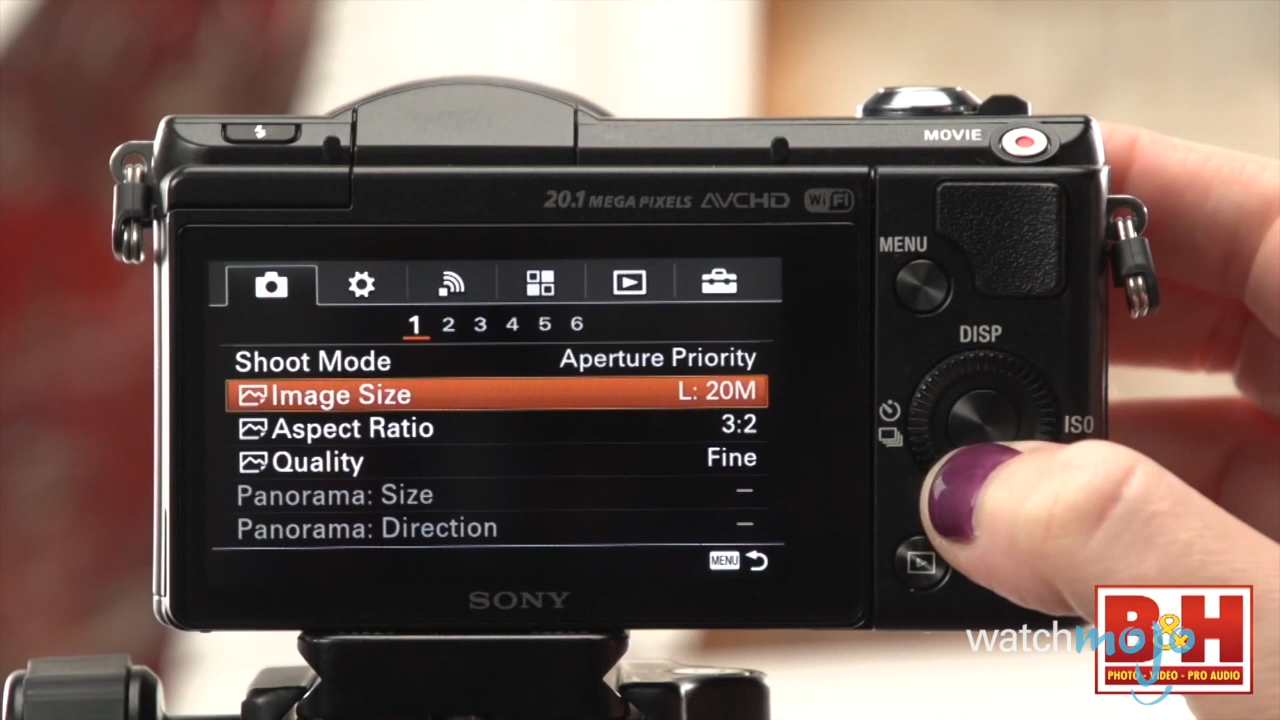 MOVIE
20.1 MEGA PIXELS AVCHD WiFi
MENU
DISP
ISO
1 2 3 4 5 6
Shoot Mode Aperture Priority
Image Size L: 20M
Aspect Ratio 3:2
Quality Fine
Panorama: Size –
Panorama: Direction –
MENU
SONY
watchmojo
B&H
PHOTO - VIDEO - PRO AUDIO